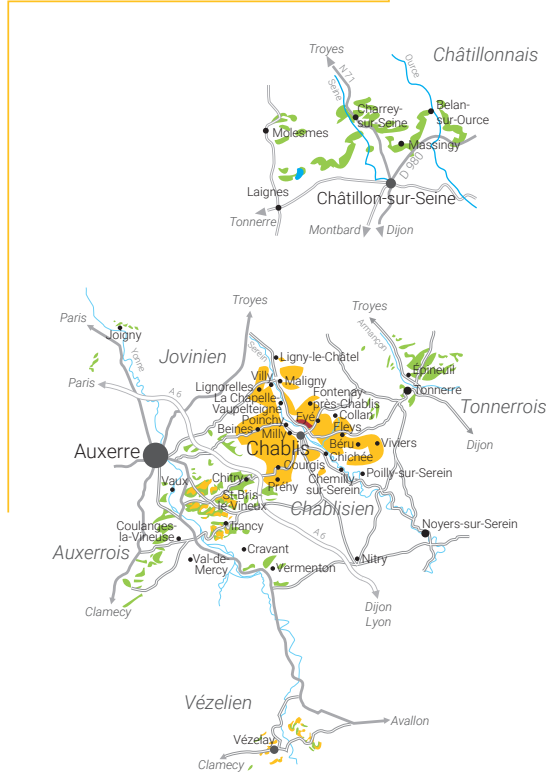 Troyes
Châtillonnais
N71
Seine
Ource
Charrey-
sur-Seine
Belan-
sur-Ource
Molesmes
Massingy
D 980
Laignes
Châtillon-sur-Seine
Tonnerre
Montbard
Dijon
Troyes
Troyes
Paris
Joigny
Yonne
Serein
Armançon
Jovinien
Ligny-le-Châtel
Paris
A 6
Villy
Maligny
Épineuil
Tonnerre
Lignorelles
La Chapelle-
Vaupelteigne
Fontenay-
près-Chablis
Collan
Tonnerrois
Poinchy
Fyé
Fleys
Beines
Milly
Dijon
Auxerre
Chablis
Béru
Viviers
Chichée
Courgis
Chemilly-
sur-Serein
Poilly-sur-Serein
Vaux
Chitry
Préhy
St-Bris-
le-Vineux
Chablisien
Coulanges-
la-Vineuse
Irancy
A 6
Noyers-sur-Serein
Auxerrois
Cravant
Val-de-
Mercy
Vermenton
Nitry
Clamecy
Dijon
Lyon
Vézelien
Avallon
Vézelay
Clamecy